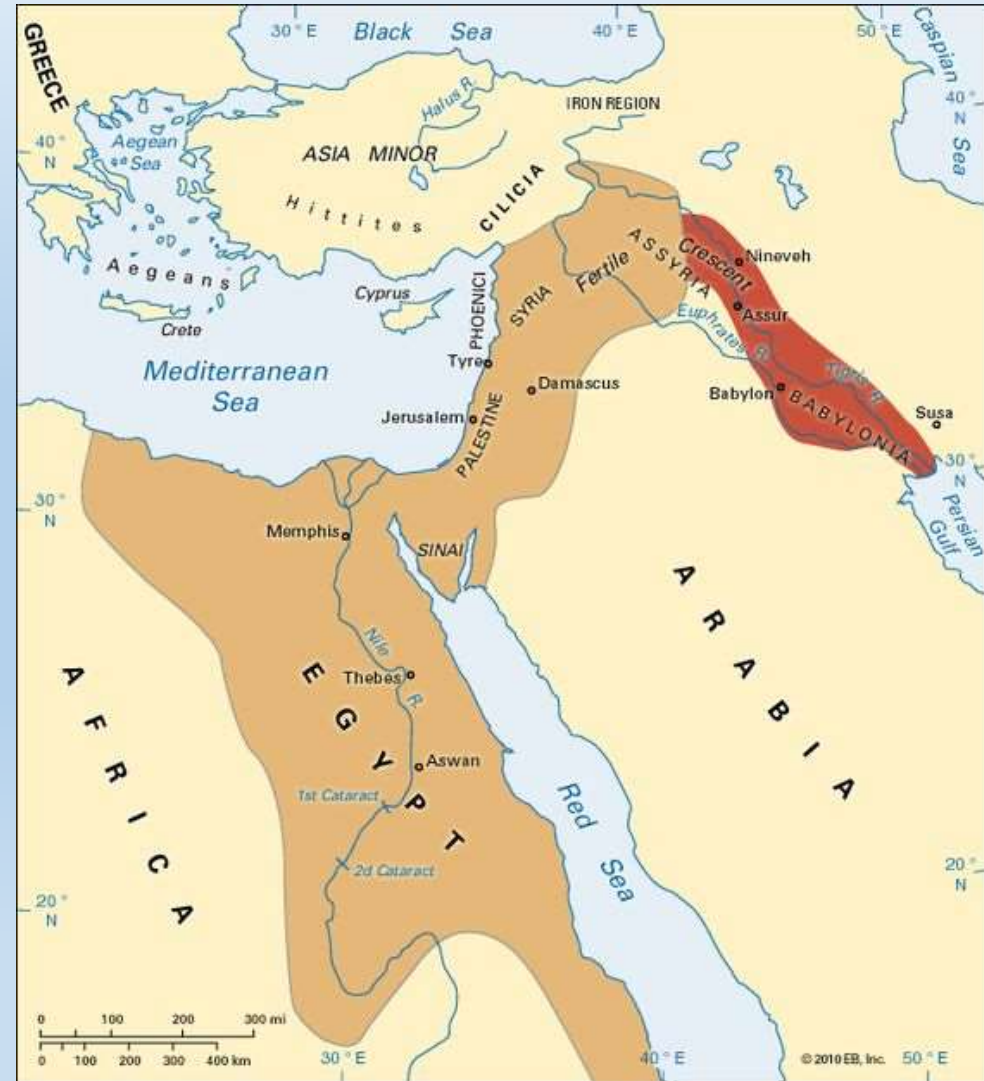 30° E
Black Sea
40° E
50° E
Caspian Sea
GREECE
40° N
40° N
Aegean Sea
Halus R.
IRON REGION
ASIA MINOR
Hittites
CILICIA
Aegeans
Crete
Cyprus
PHOENICI
SYRIA
Fertile Crescent
ASSYRIA
Nineveh
Assur
Euphrates R.
Tigris R.
Mediterranean Sea
Tyre
Damascus
Babylon
BABYLONIA
Susa
Jerusalem
PALESTINE
30° N
30° N
Persian Gulf
Memphis
SINAI
Nile R.
Thebes
EGYPT
ARABIA
AFRICA
Aswan
1st Cataract
2d Cataract
Red Sea
20° N
20° N
0 100 200 300 mi
0 100 200 300 400 km
30° E
40° E
50° E
© 2010 EB, Inc.